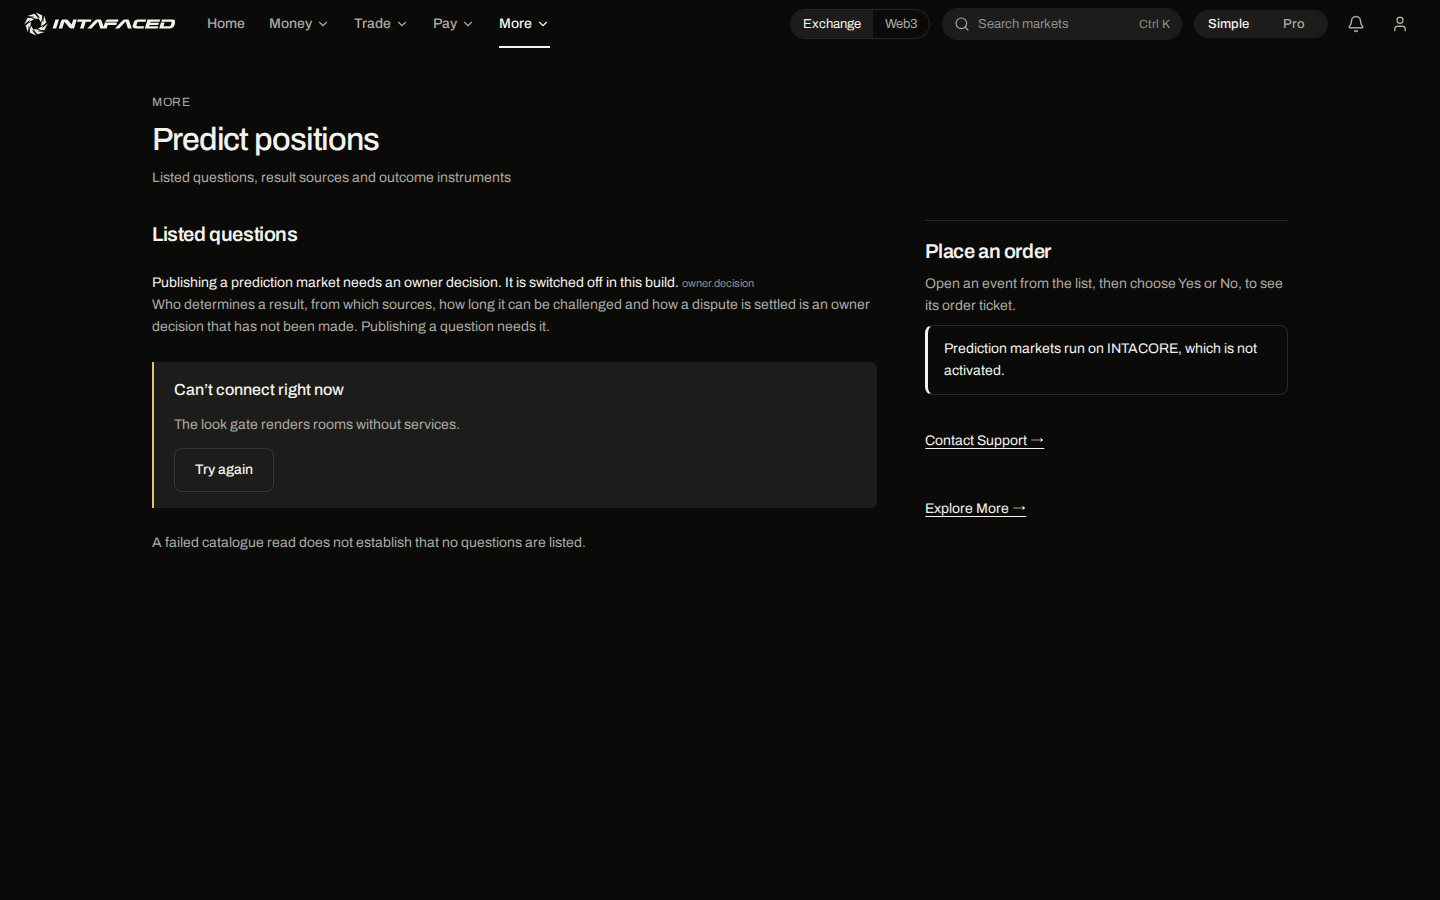 INTAFACED
Home
Money
Trade
Pay
More
Exchange
Web3
Search markets
Ctrl K
Simple
Pro
MORE
Predict positions
Listed questions, result sources and outcome instruments
Listed questions
Publishing a prediction market needs an owner decision. It is switched off in this build. owner.decision
Who determines a result, from which sources, how long it can be challenged and how a dispute is settled is an owner
decision that has not been made. Publishing a question needs it.
Can’t connect right now
The look gate renders rooms without services.
Try again
A failed catalogue read does not establish that no questions are listed.
Place an order
Open an event from the list, then choose Yes or No, to see
its order ticket.
Prediction markets run on INTACORE, which is not
activated.
Contact Support →
Explore More →